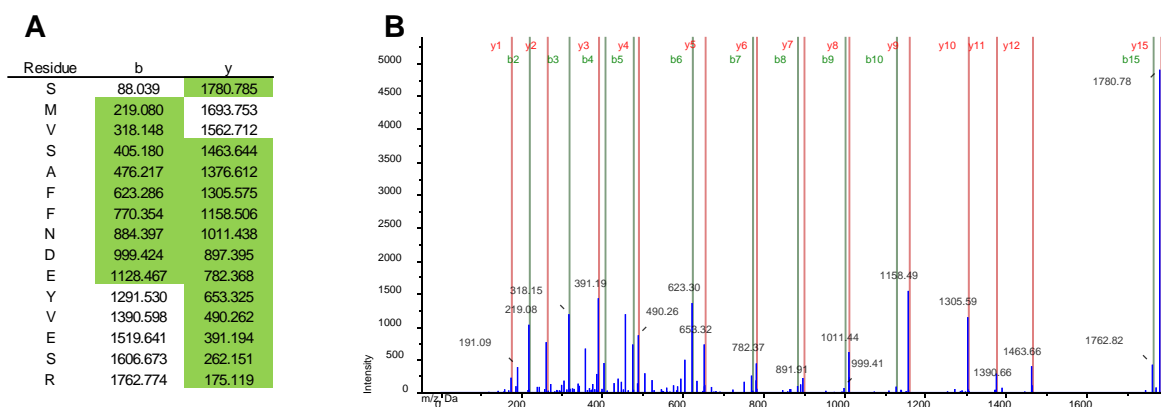 A
Residue b y
S 88.039 1780.785
M 219.080 1693.753
V 318.148 1562.712
S 405.180 1463.644
A 476.217 1376.612
F 623.286 1305.575
F 770.354 1158.506
N 884.397 1011.438
D 999.424 897.395
E 1128.467 782.368
Y 1291.530 653.325
V 1390.598 490.262
E 1519.641 391.194
S 1606.673 262.151
R 1762.774 175.119
B
y1 y2 y3 y4 y5 y6 y7 y8 y9 y10 y11 y12 y15
b2 b3 b4 b5 b6 b7 b8 b9 b10 b15
5000
4500
4000
3500
3000
2500
2000
1500
1000
500
0
Intensity
1780.78
318.15
391.19
623.30
1158.49
219.08
490.26
1305.59
191.09
653.32
782.37
891.91
1011.44
999.41
1390.66
1463.66
1762.82
m/z, Da
200 400 600 800 1000 1200 1400 1600